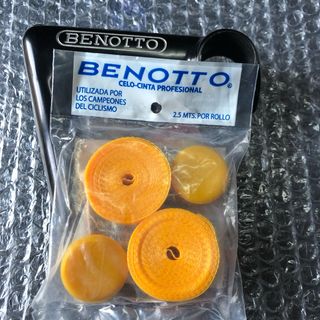 BENOTTO
BENOTTO®
CELO-CINTA PROFESIONAL
UTILIZADA POR
LOS CAMPEONES
DEL CICLISMO
2.5 MTS. POR ROLLO